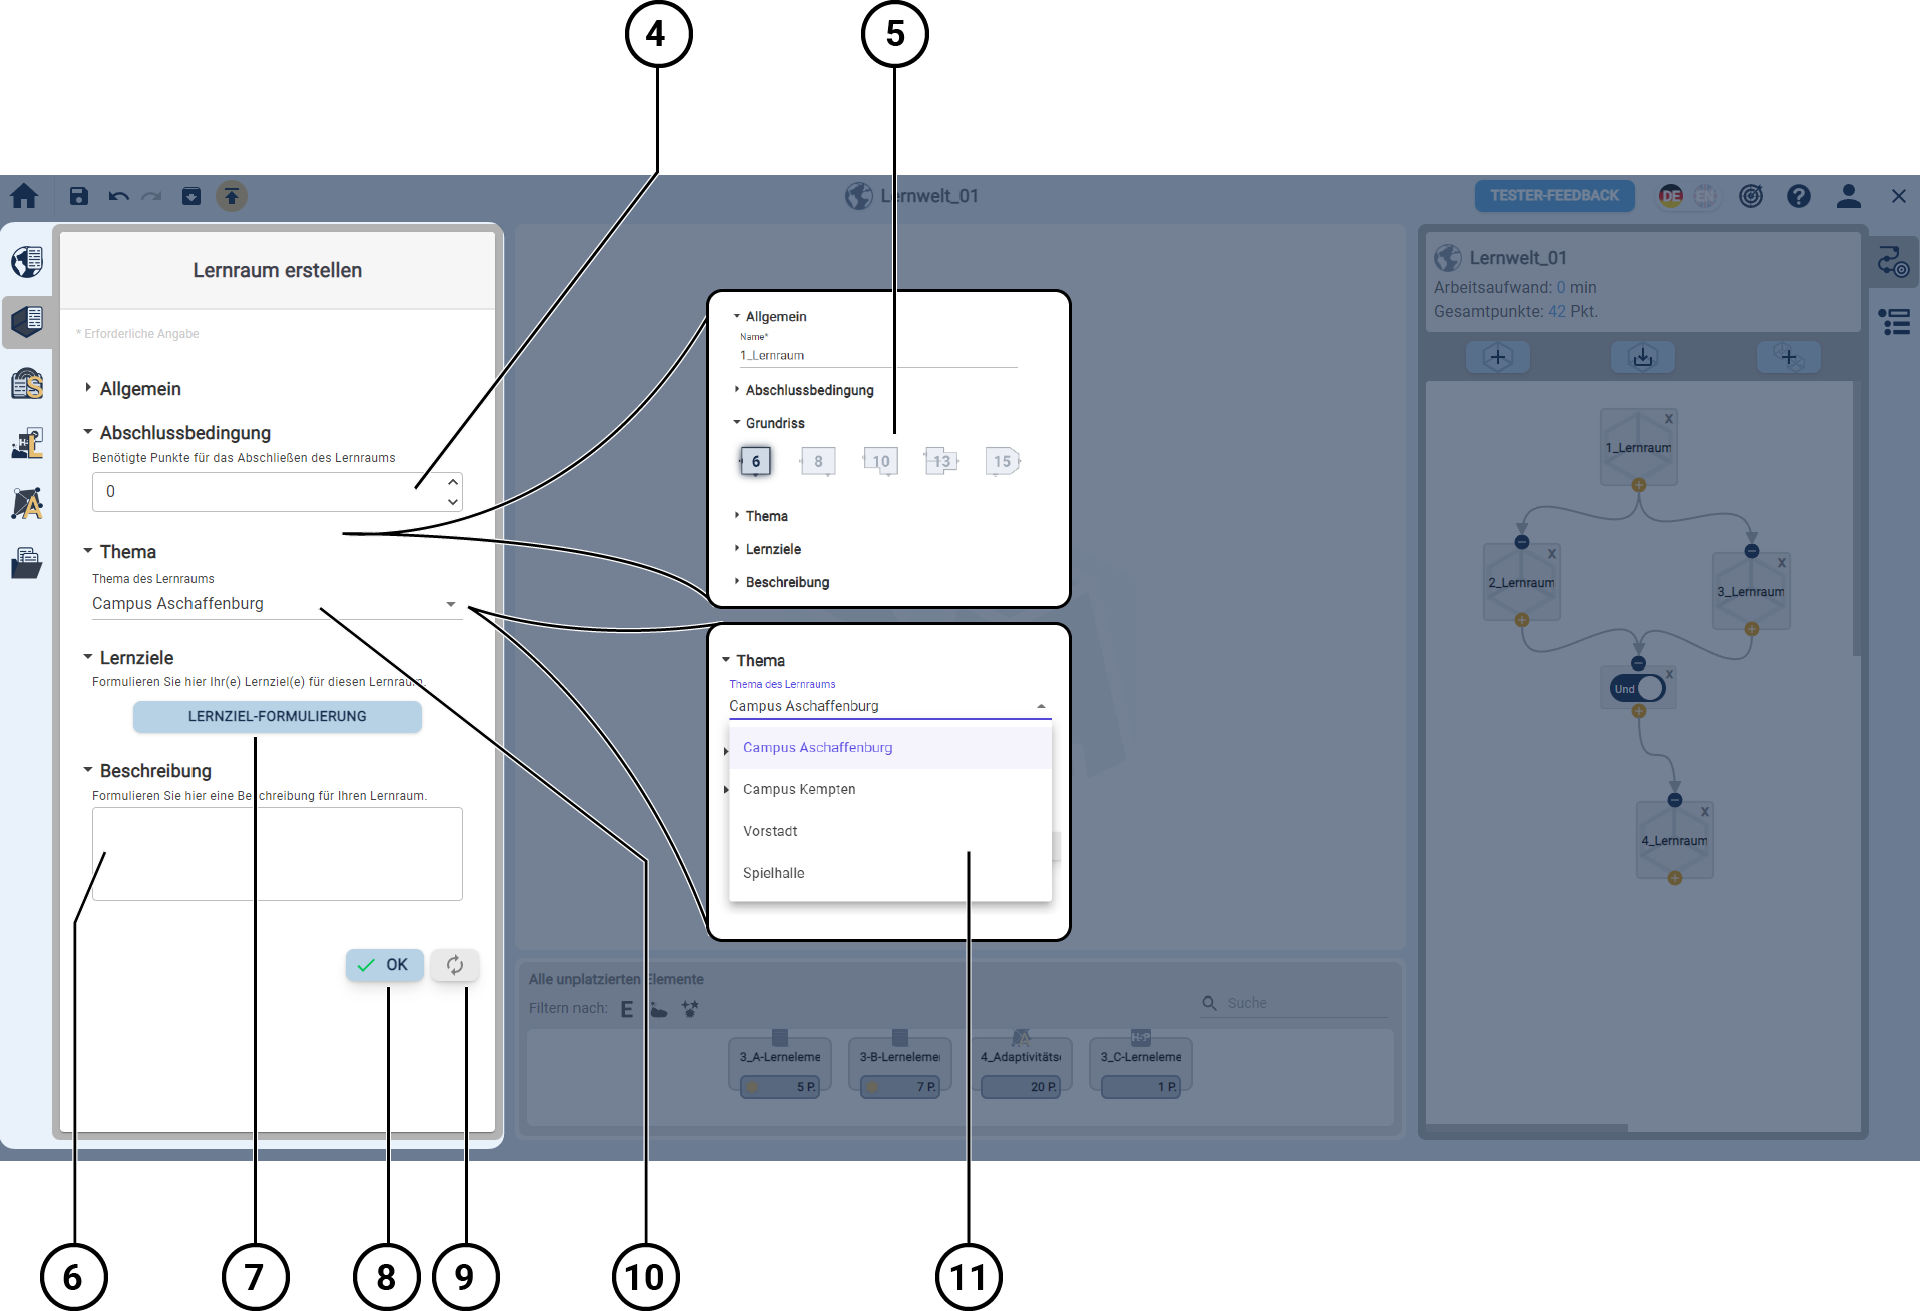 4
5
Lernwelt_01
TESTER-FEEDBACK
DE
EN
Lernraum erstellen
* Erforderliche Angabe
Allgemein
Abschlussbedingung
Benötigte Punkte für das Abschließen des Lernraums
0
Thema
Thema des Lernraums
Campus Aschaffenburg
Lernziele
Formulieren Sie hier Ihr(e) Lernziel(e) für diesen Lernraum.
LERNZIEL-FORMULIERUNG
Beschreibung
Formulieren Sie hier eine Beschreibung für Ihren Lernraum.
OK
S
H-P
L
A
Allgemein
Name*
1_Lernraum
Abschlussbedingung
Grundriss
6
8
10
13
15
Thema
Lernziele
Beschreibung
Thema
Thema des Lernraums
Campus Aschaffenburg
Campus Aschaffenburg
Campus Kempten
Vorstadt
Spielhalle
Alle unplatzierten Elemente
Filtern nach:
E
Suche
3_A-Lerneleme
5 P.
3-B-Lernelemer
7 P.
4_Adaptivitäts
20 P.
H-P
3_C-Lerneleme
1 P.
Lernwelt_01
Arbeitsaufwand: 0 min
Gesamtpunkte: 42 Pkt.
X
1_Lernraum
X
2_Lernraum
X
3_Lernraum
X
Und
X
4_Lernraum
6
7
8
9
10
11